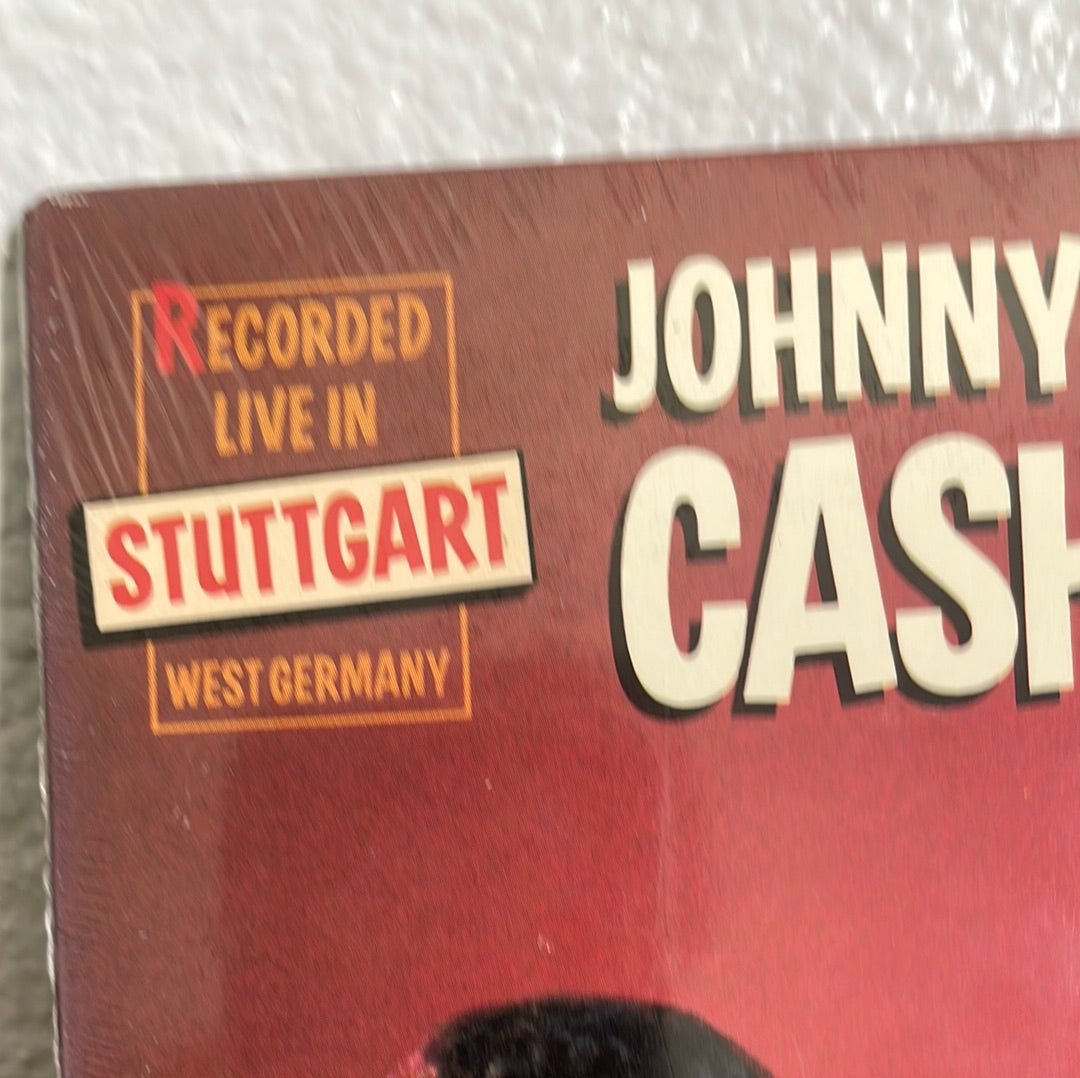 RECORDED
LIVE IN
STUTTGART
WEST GERMANY
JOHNNY
CASH